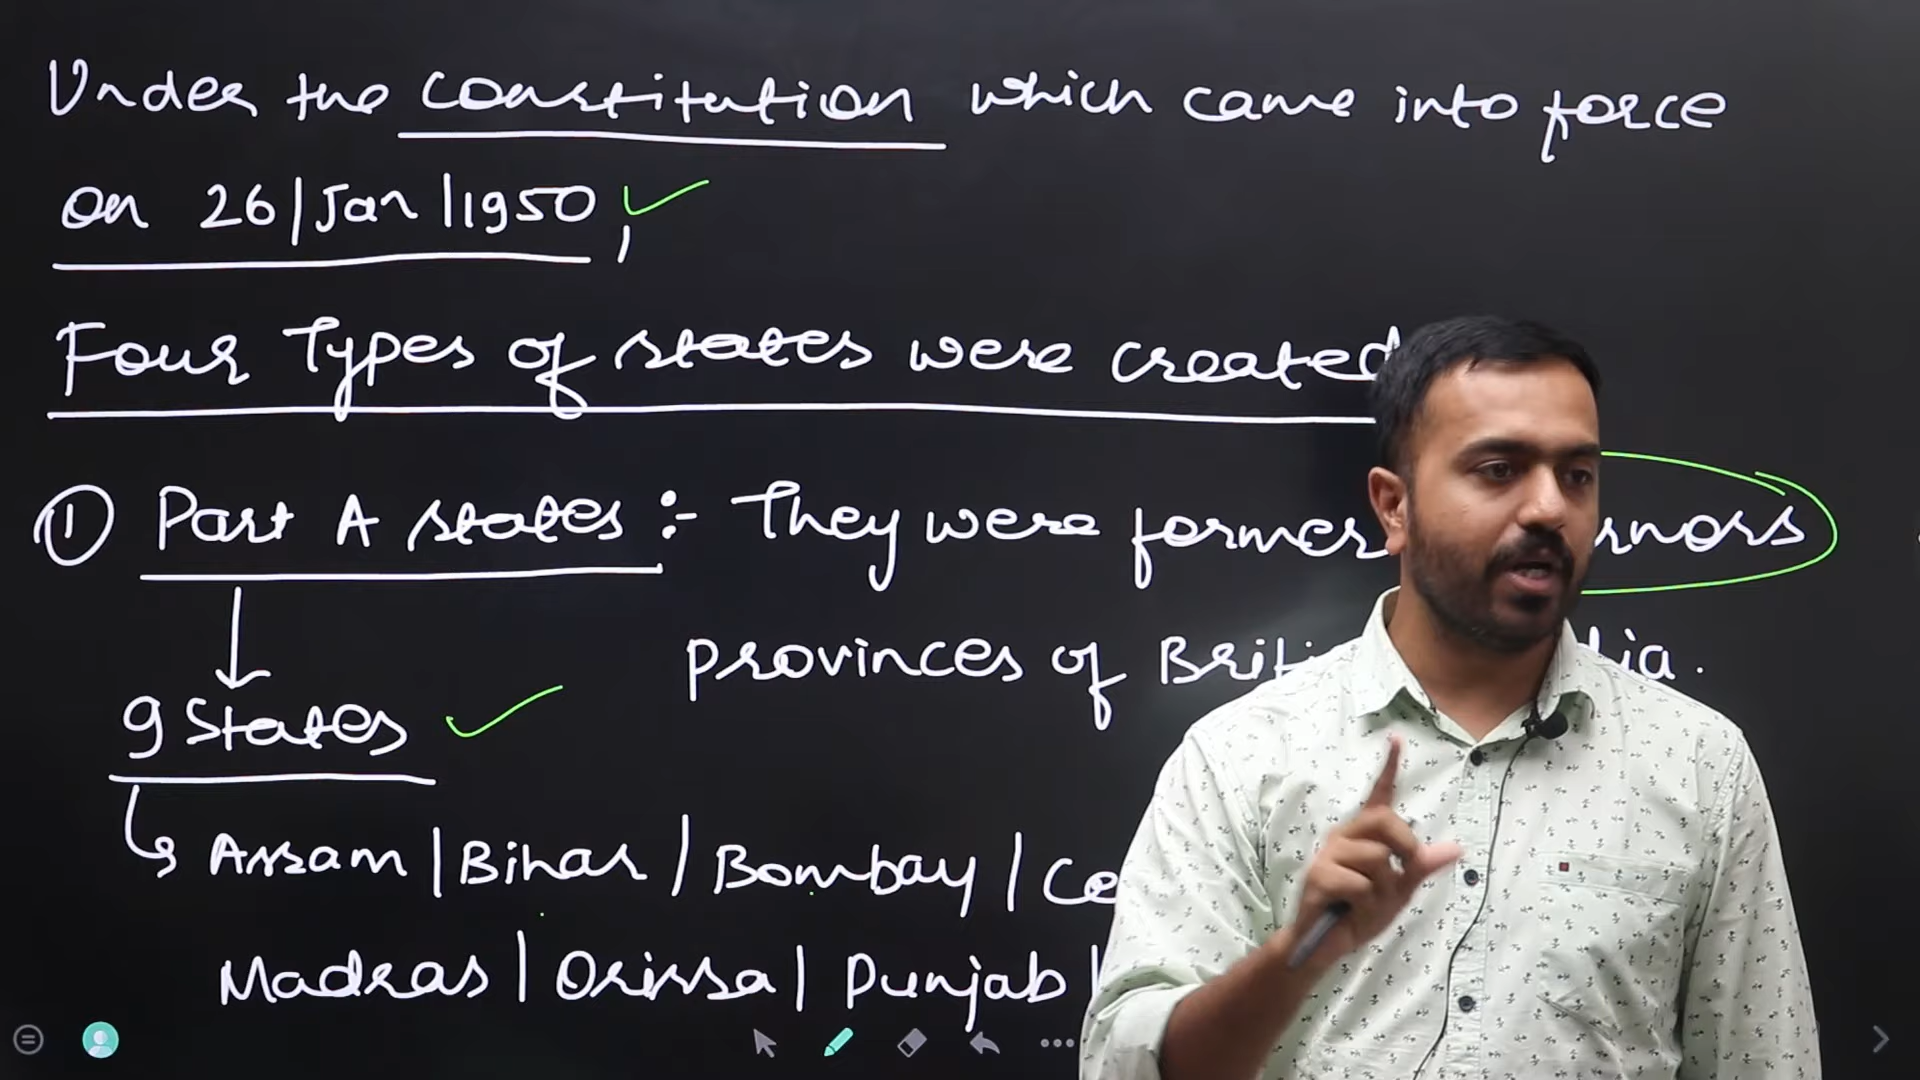 Under the constitution which came into force
on 26/Jan/1950,
Four Types of states were created
① Part A states :- They were former
provinces of
9 States
Assam | Bihar | Bombay |
Madras | Orissa | Punjab |